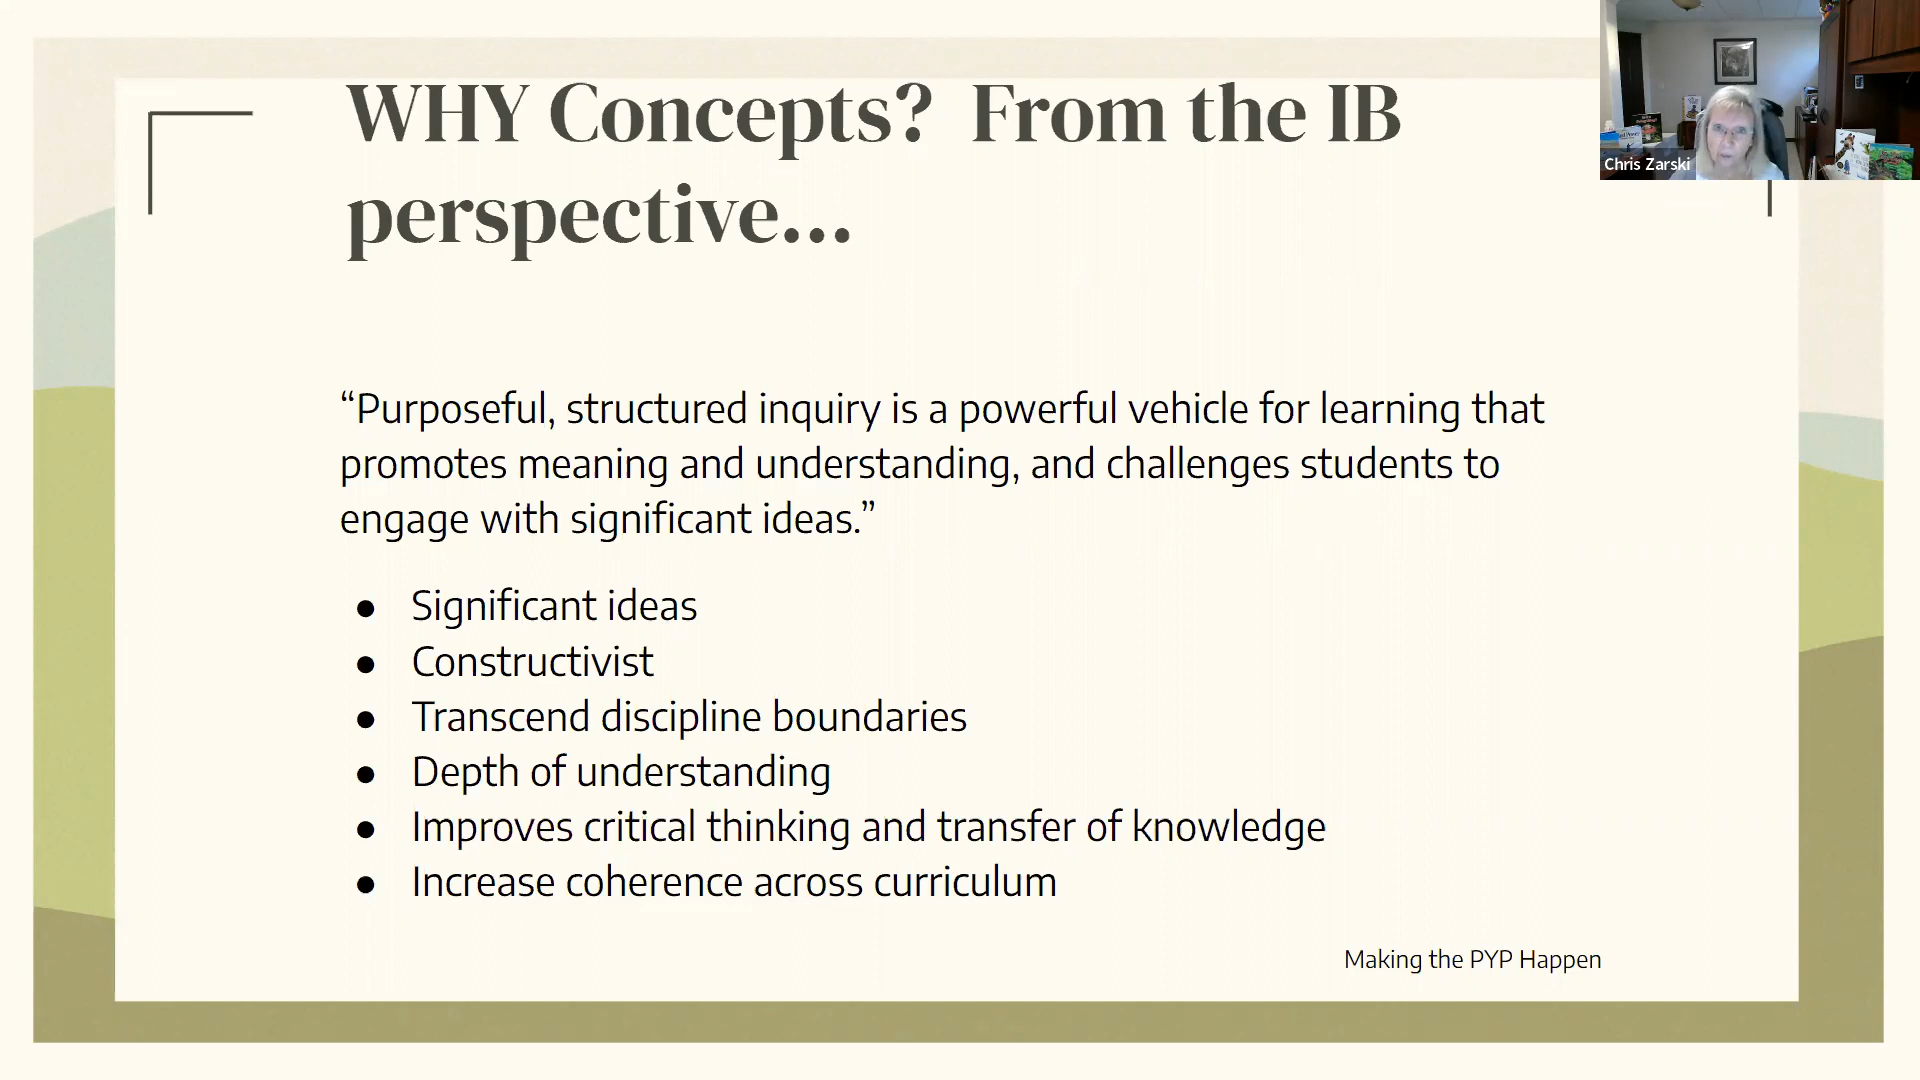 WHY Concepts? From the IB
perspective...
Chris Zarski
“Purposeful, structured inquiry is a powerful vehicle for learning that
promotes meaning and understanding, and challenges students to
engage with significant ideas.”
● Significant ideas
● Constructivist
● Transcend discipline boundaries
● Depth of understanding
● Improves critical thinking and transfer of knowledge
● Increase coherence across curriculum
Making the PYP Happen